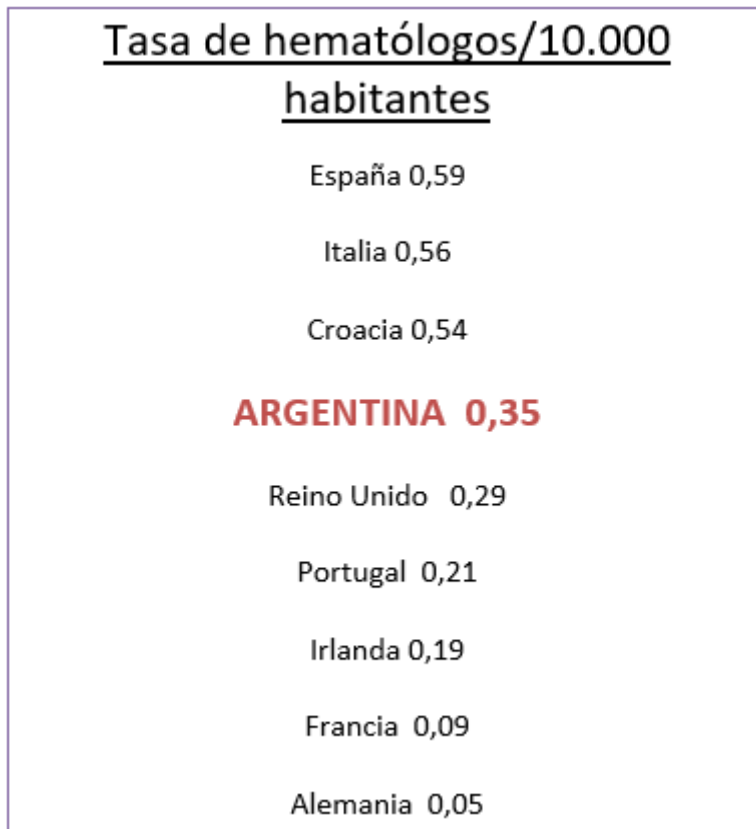 Tasa de hematólogos/10.000
habitantes
España 0,59
Italia 0,56
Croacia 0,54
ARGENTINA 0,35
Reino Unido 0,29
Portugal 0,21
Irlanda 0,19
Francia 0,09
Alemania 0,05